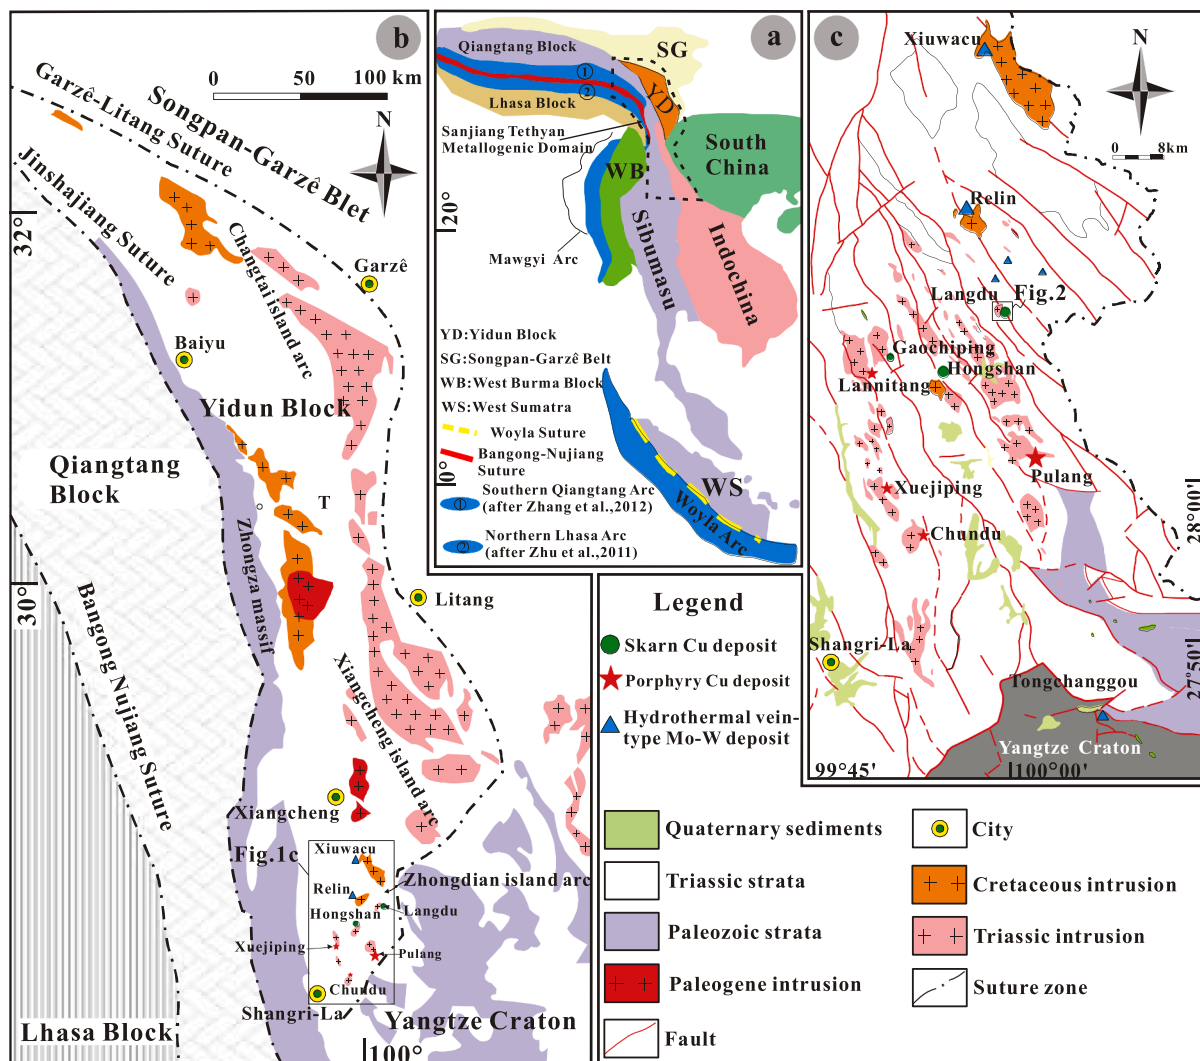 b
0 50 100 km
N
Garzê-Litang Suture
Songpan-Garzê Blet
Jinshajiang Suture
32°
Changtai island arc
Garzê
Baiyu
Yidun Block
Qiangtang
Block
T
Zhongza massif
30°
Litang
Bangong Nujiang Suture
Xiangcheng island arc
Xiangcheng
Fig.1c
Xiuwacu
Zhongdian island arc
Relin
Langdu
Hongshan
Xuejiping
Pulang
Chundu
Shangri-La
Lhasa Block
Yangtze Craton
100°
a
Qiangtang Block
SG
1
2
YD
Lhasa Block
Sanjiang Tethyan
Metallogenic Domain
South
China
WB
20°
Sibumasu
Indochina
Mawgyi Arc
YD:Yidun Block
SG:Songpan-Garzê Belt
WB:West Burma Block
WS:West Sumatra
Woyla Suture
Bangong-Nujiang
Suture
0°
1 Southern Qiangtang Arc
(after Zhang et al.,2012)
2 Northern Lhasa Arc
(after Zhu et al.,2011)
WS
Woyla Arc
c
Xiuwacu
N
0 8km
Relin
Langdu
Fig.2
Gaochiping
Hongshan
Lannitang
Pulang
Xuejiping
Chundu
28°00'
Shangri-La
27°50'
Tongchanggou
Yangtze Craton
99°45'
100°00'
Legend
Skarn Cu deposit
Porphyry Cu deposit
Hydrothermal vein-
type Mo-W deposit
Quaternary sediments
Triassic strata
Paleozoic strata
Paleogene intrusion
Fault
City
Cretaceous intrusion
Triassic intrusion
Suture zone